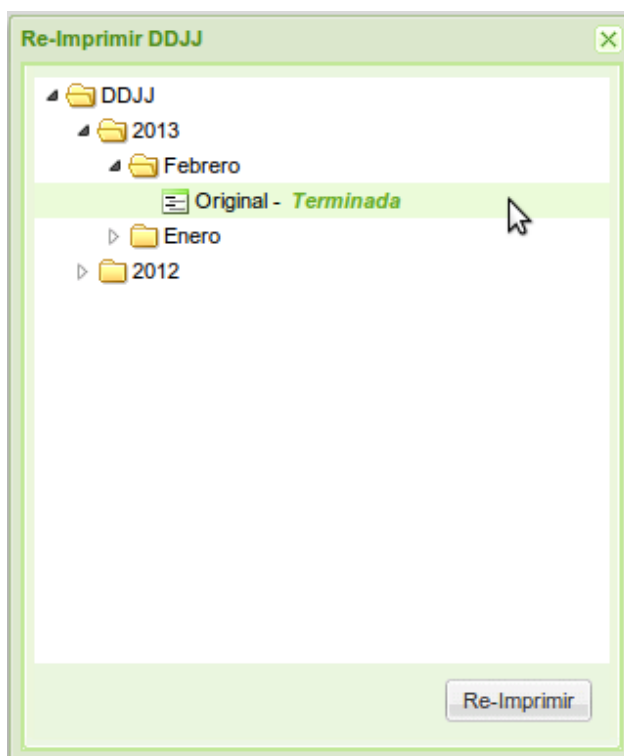 Re-Imprimir DDJJ
DDJJ
2013
Febrero
Original - Terminada
Enero
2012
Re-Imprimir